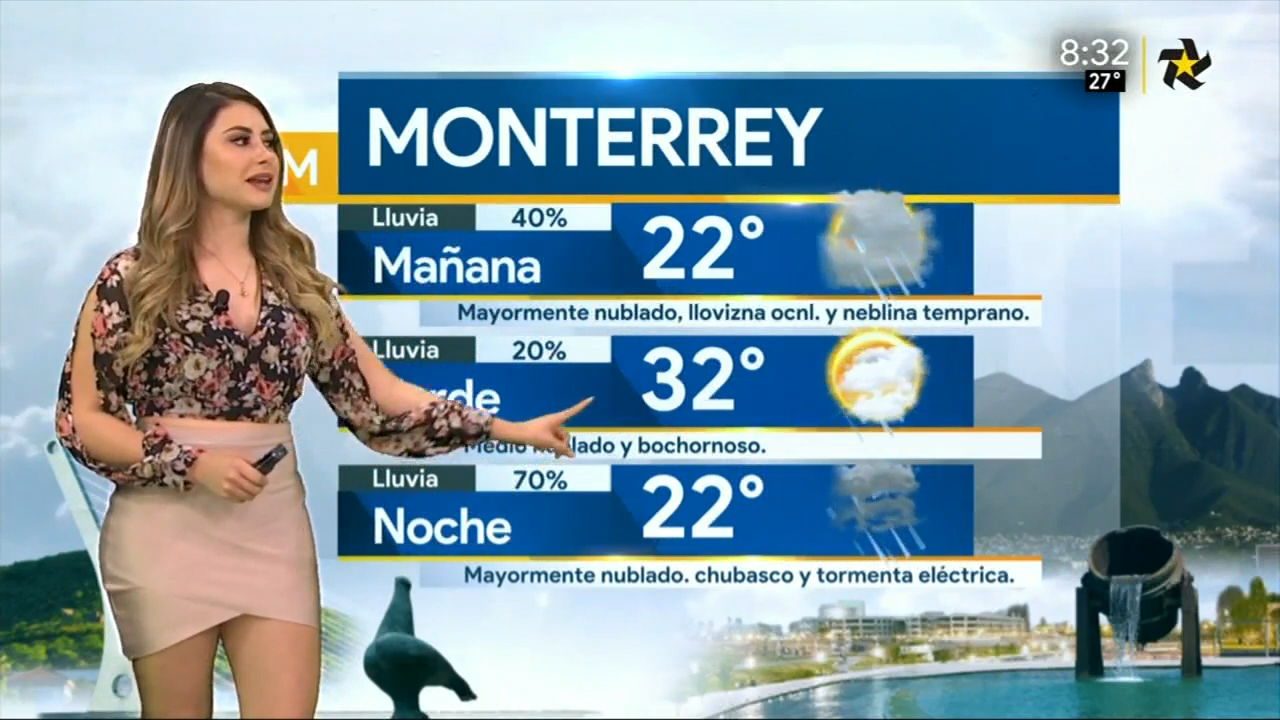 8:32
27°
M
MONTERREY
Lluvia 40%
Mañana 22°
Mayormente nublado, llovizna ocnl. y neblina temprano.
Lluvia 20%
32°
y bochornoso.
Lluvia 70%
Noche 22°
Mayormente nublado. chubasco y tormenta eléctrica.